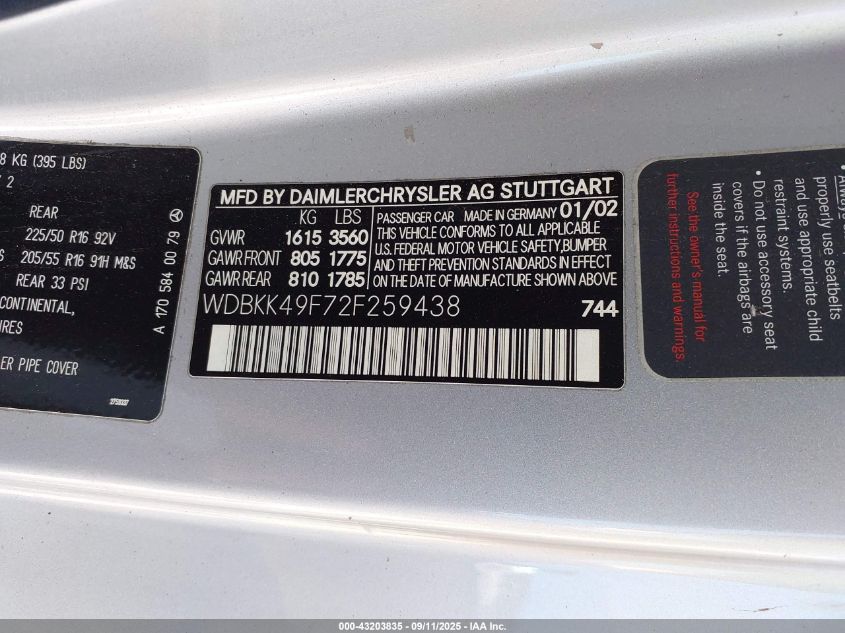 8 KG (395 LBS)
2
REAR
225/50 R16 92V
205/55 R16 91H M&S
REAR 33 PSI
CONTINENTAL,
ER PIPE COVER
A 170 584 00 79
MFD BY DAIMLERCHRYSLER AG STUTTGART
KG LBS
GVWR 1615 3560
GAWR FRONT 805 1775
GAWR REAR 810 1785
PASSENGER CAR MADE IN GERMANY 01/02
THIS VEHICLE CONFORMS TO ALL APPLICABLE
U.S. FEDERAL MOTOR VEHICLE SAFETY, BUMPER
AND THEFT PREVENTION STANDARDS IN EFFECT
ON THE DATE OF MANUFACTURE SHOWN ABOVE
WDBKK49F72F259438 744
properly use seatbelts
and use appropriate child
restraint systems.
• Do not use accessory seat
covers if the airbags are
inside the seat.
See the owner's manual for
further instructions and warnings.
000-43203835 - 09/11/2025 - IAA Inc.